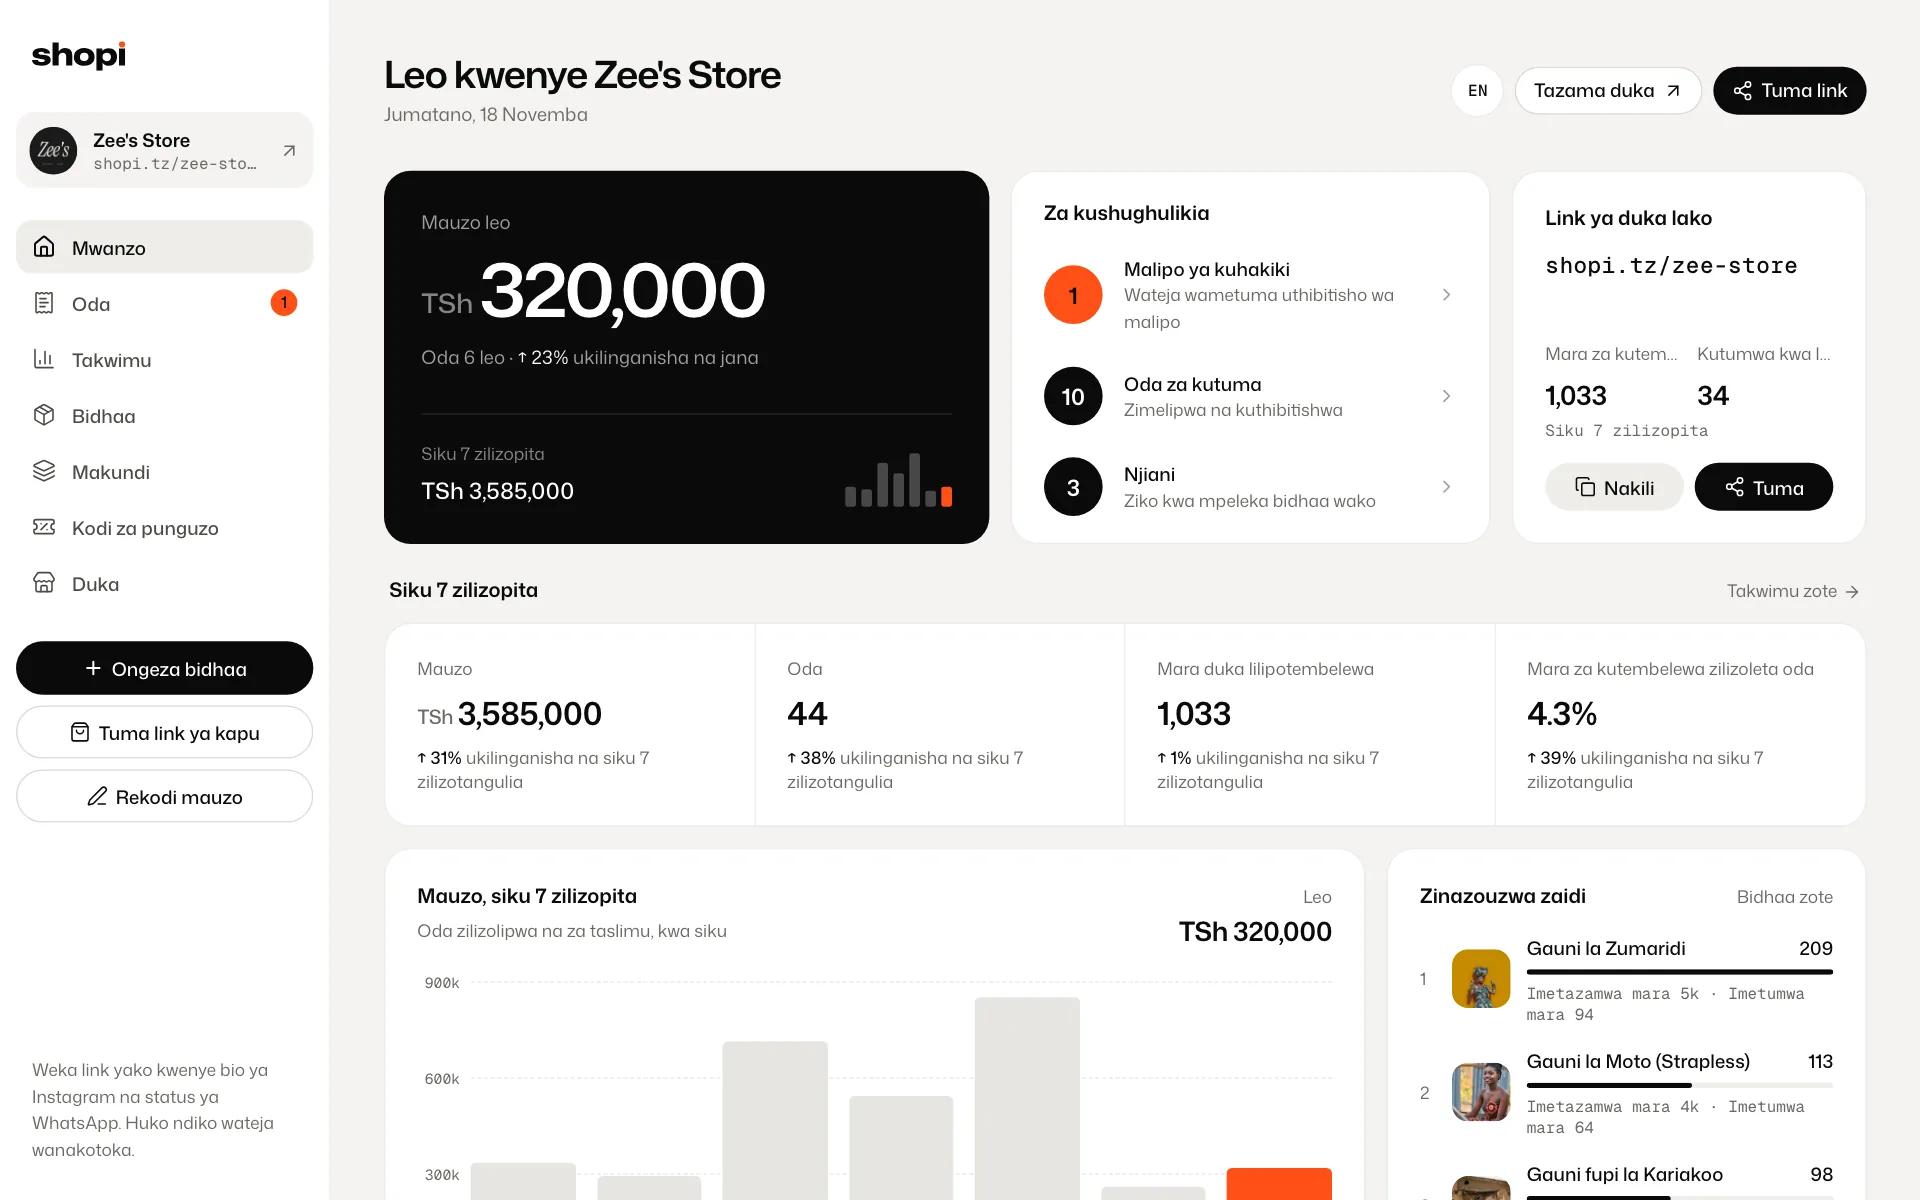 shopi
Zee's
Zee's Store
shopi.tz/zee-sto…
Mwanzo
Oda
1
Takwimu
Bidhaa
Makundi
Kodi za punguzo
Duka
+ Ongeza bidhaa
Tuma link ya kapu
Rekodi mauzo
Weka link yako kwenye bio ya
Instagram na status ya
WhatsApp. Huko ndiko wateja
wanakotoka.
Leo kwenye Zee's Store
Jumatano, 18 Novemba
EN
Tazama duka
Tuma link
Mauzo leo
TSh 320,000
Oda 6 leo · ↑ 23% ukilinganisha na jana
Siku 7 zilizopita
TSh 3,585,000
Za kushughulikia
1
Malipo ya kuhakiki
Wateja wametuma uthibitisho wa
malipo
10
Oda za kutuma
Zimelipwa na kuthibitishwa
3
Njiani
Ziko kwa mpeleka bidhaa wako
Link ya duka lako
shopi.tz/zee-store
Mara za kutem…
1,033
Kutumwa kwa l…
34
Siku 7 zilizopita
Nakili
Tuma
Siku 7 zilizopita
Takwimu zote →
Mauzo
TSh 3,585,000
↑ 31% ukilinganisha na siku 7
zilizotangulia
Oda
44
↑ 38% ukilinganisha na siku 7
zilizotangulia
Mara duka lilipotembelewa
1,033
↑ 1% ukilinganisha na siku 7
zilizotangulia
Mara za kutembelewa zilizoleta oda
4.3%
↑ 39% ukilinganisha na siku 7
zilizotangulia
Mauzo, siku 7 zilizopita
Oda zilizolipwa na za taslimu, kwa siku
Leo
TSh 320,000
900k
600k
300k
Zinazouzwa zaidi
Bidhaa zote
1
Gauni la Zumaridi
209
Imetazamwa mara 5k · Imetumwa
mara 94
2
Gauni la Moto (Strapless)
113
Imetazamwa mara 4k · Imetumwa
mara 64
Gauni fupi la Kariakoo
98